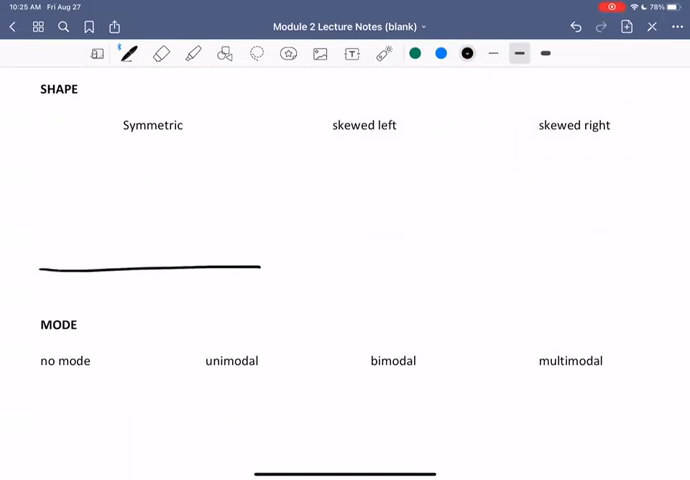 10:25 AM Fri Aug 27 78%
Module 2 Lecture Notes (blank)
T
SHAPE
Symmetric skewed left skewed right
MODE
no mode unimodal bimodal multimodal